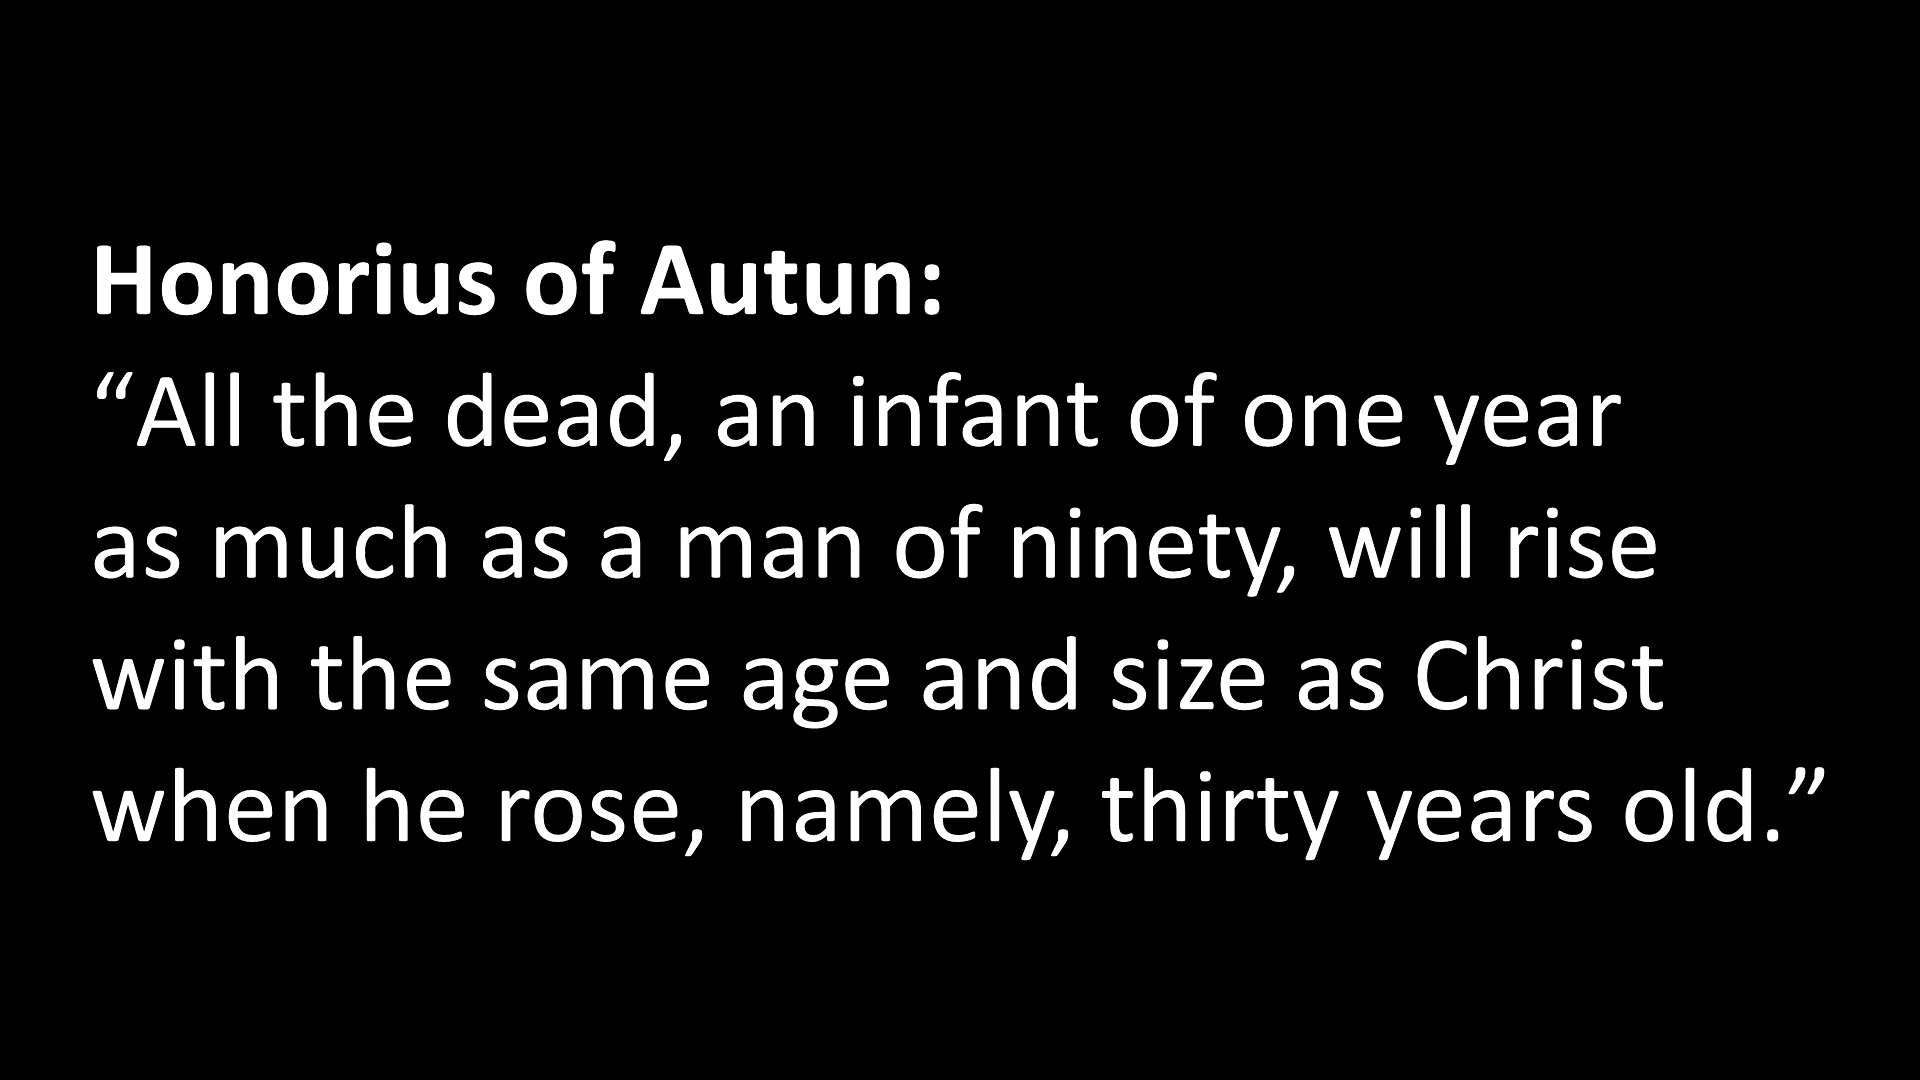 Honorius of Autun:
“All the dead, an infant of one year
as much as a man of ninety, will rise
with the same age and size as Christ
when he rose, namely, thirty years old.”